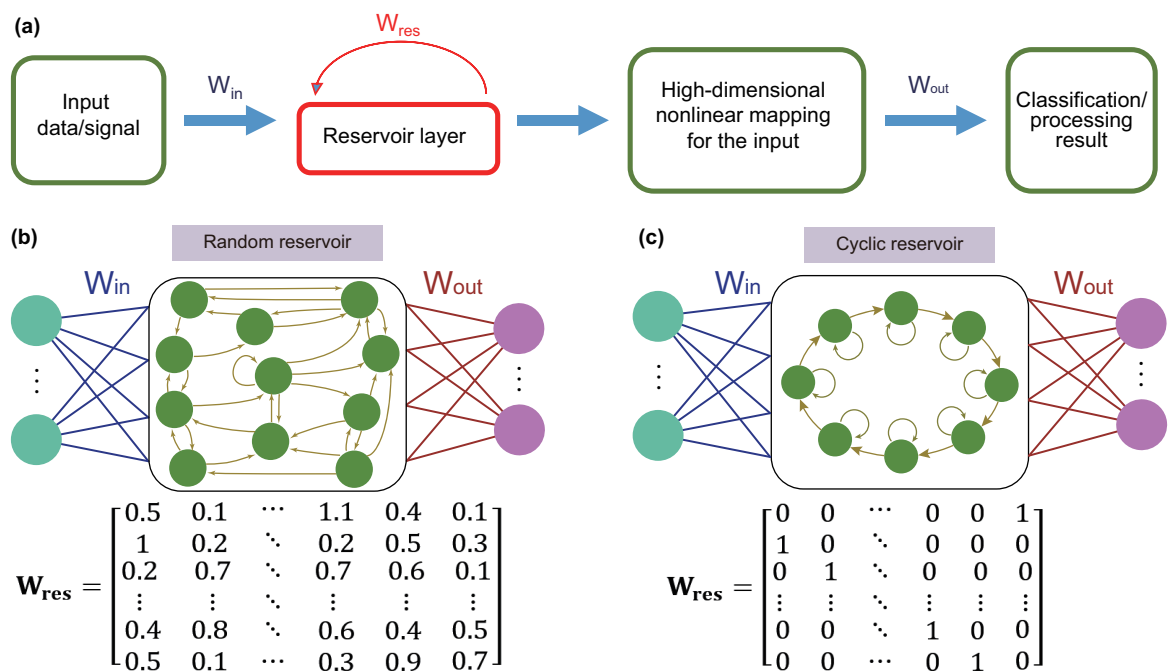 (a)
W_res
Input
data/signal
W_in
Reservoir layer
High-dimensional
nonlinear mapping
for the input
W_out
Classification/
processing
result
(b)
Random reservoir
W_in
W_out
⋮
⋮
W_res = [0.5 0.1 ⋯ 1.1 0.4 0.1
1 0.2 ⋱ 0.2 0.5 0.3
0.2 0.7 ⋱ 0.7 0.6 0.1
⋮ ⋮ ⋱ ⋮ ⋮ ⋮
0.4 0.8 ⋱ 0.6 0.4 0.5
0.5 0.1 ⋯ 0.3 0.9 0.7]
(c)
Cyclic reservoir
W_in
W_out
⋮
⋮
W_res = [0 0 ⋯ 0 0 1
1 0 ⋱ 0 0 0
0 1 ⋱ 0 0 0
⋮ ⋮ ⋱ ⋮ ⋮ ⋮
0 0 ⋱ 1 0 0
0 0 ⋯ 0 1 0]